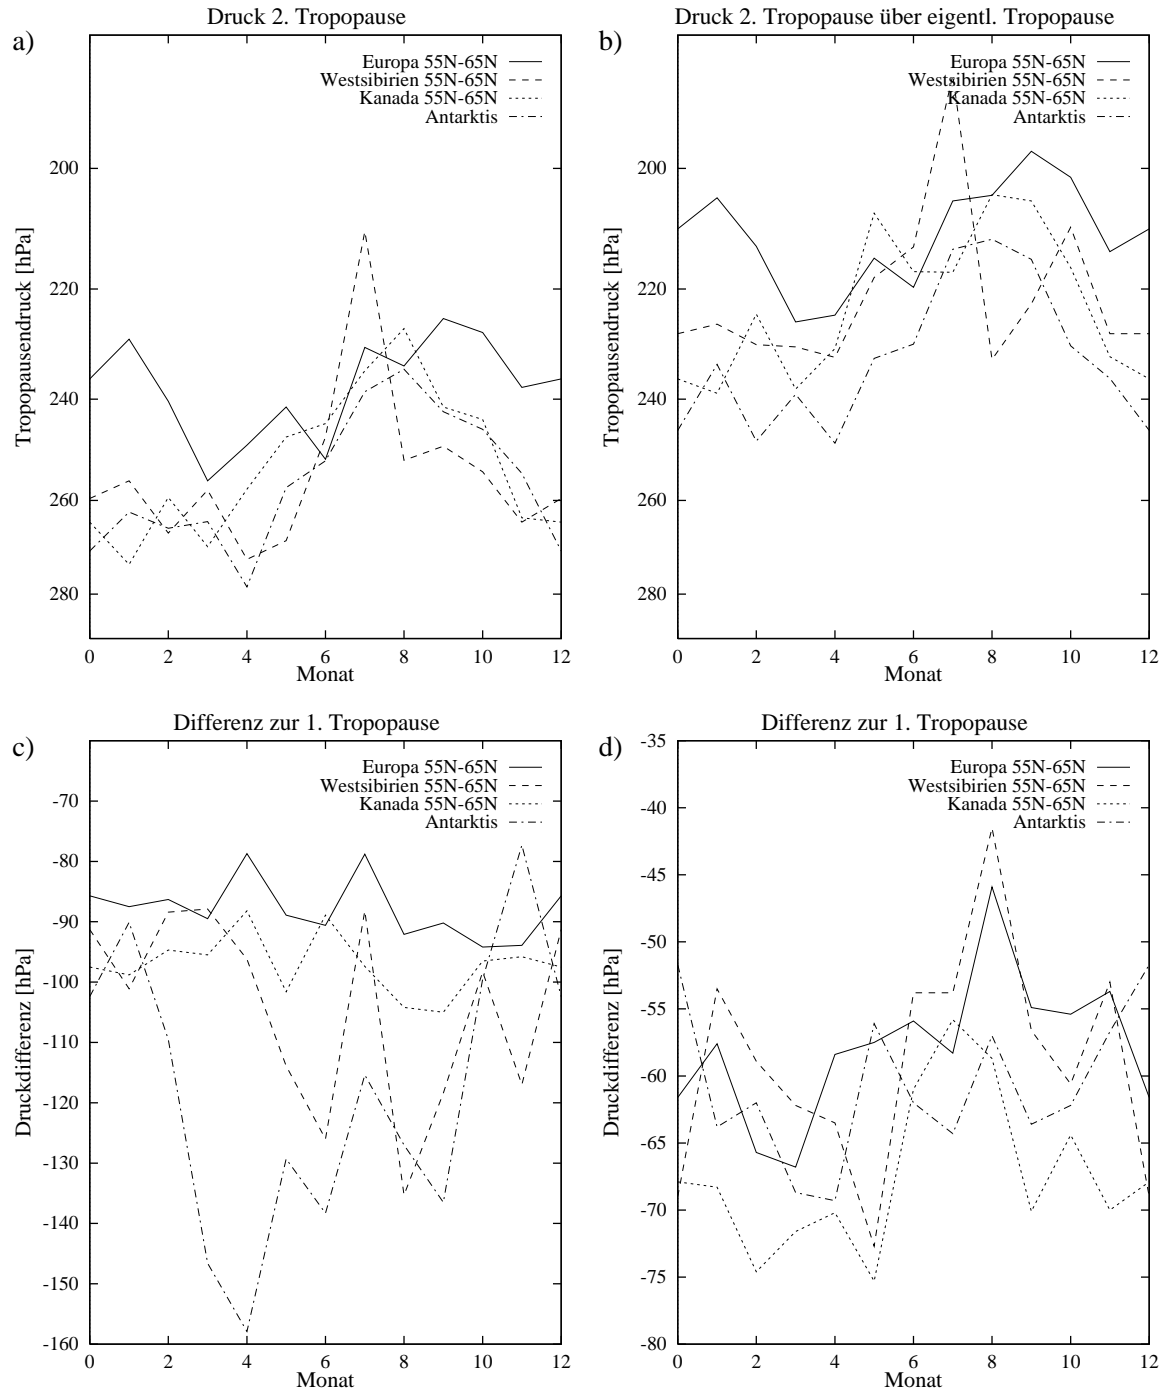 Druck 2. Tropopause
a)
Europa 55N-65N
Westsibirien 55N-65N
Kanada 55N-65N
Antarktis
200
220
240
260
280
Tropopausendruck [hPa]
0 2 4 6 8 10 12
Monat
Druck 2. Tropopause über eigentl. Tropopause
b)
Europa 55N-65N
Westsibirien 55N-65N
Kanada 55N-65N
Antarktis
200
220
240
260
280
Tropopausendruck [hPa]
0 2 4 6 8 10 12
Monat
Differenz zur 1. Tropopause
c)
Europa 55N-65N
Westsibirien 55N-65N
Kanada 55N-65N
Antarktis
-70
-80
-90
-100
-110
-120
-130
-140
-150
-160
Druckdifferenz [hPa]
0 2 4 6 8 10 12
Monat
Differenz zur 1. Tropopause
d)
Europa 55N-65N
Westsibirien 55N-65N
Kanada 55N-65N
Antarktis
-35
-40
-45
-50
-55
-60
-65
-70
-75
-80
Druckdifferenz [hPa]
0 2 4 6 8 10 12
Monat